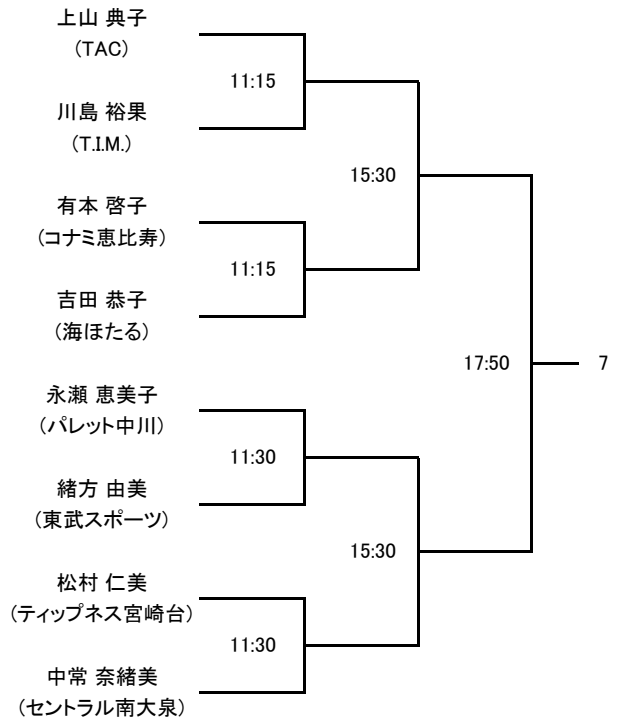 上山 典子
(TAC)
11:15
川島 裕果
(T.I.M.)
15:30
有本 啓子
(コナミ恵比寿)
11:15
吉田 恭子
(海ほたる)
17:50
7
永瀬 恵美子
(パレット中川)
11:30
緒方 由美
(東武スポーツ)
15:30
松村 仁美
(ティップネス宮崎台)
11:30
中常 奈緒美
(セントラル南大泉)